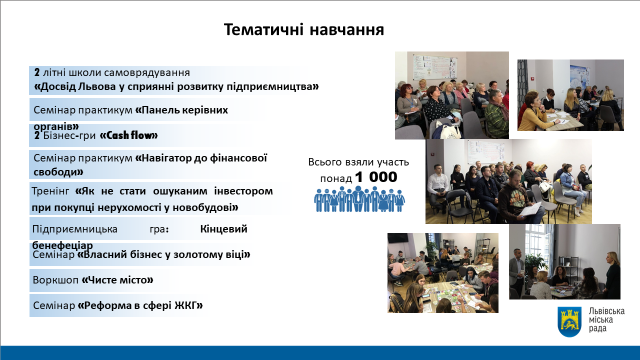 Тематичні навчання
2 літні школи самоврядування
«Досвід Львова у сприянні розвитку підприємництва»
Семінар практикум «Панель керівних
органів»
2 Бізнес-гри «Cash flow»
Семінар практикум «Навігатор до фінансової
свободи»
Тренінг «Як не стати ошуканим інвестором
при покупці нерухомості у новобудові»
Підприємницька гра: Кінцевий
бенефеціар
Семінар «Власний бізнес у золотому віці»
Воркшоп «Чисте місто»
Семінар «Реформа в сфері ЖКГ»
Всього взяли участь
понад 1 000
Львівська
міська
рада